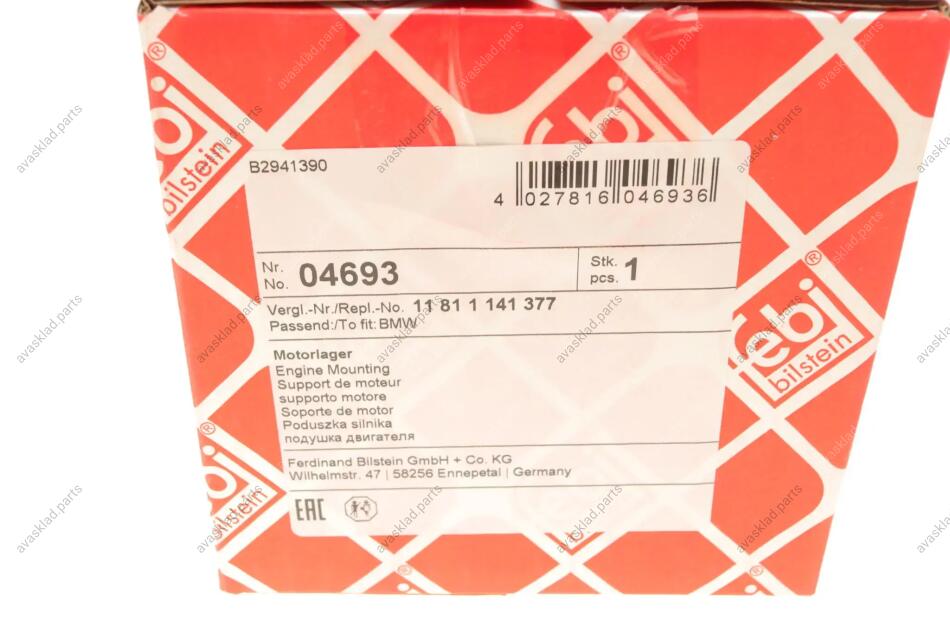 B2941390
4 027816 046936
Nr. No. 04693
Stk. pcs. 1
Vergl.-Nr./Repl.-No. 11 81 1 141 377
Passend:/To fit: BMW
Motorlager
Engine Mounting
Support de moteur
supporto motore
Soporte de motor
Poduszka silnika
подушка двигателя
Ferdinand Bilstein GmbH + Co. KG
Wilhelmstr. 47 | 58256 Ennepetal | Germany
EAC
febi
bilstein
avasklad.parts